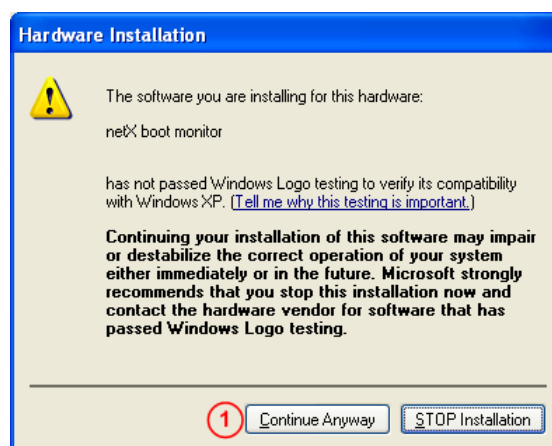 Hardware Installation
The software you are installing for this hardware:
netX boot monitor
has not passed Windows Logo testing to verify its compatibility
with Windows XP. (Tell me why this testing is important.)
Continuing your installation of this software may impair
or destabilize the correct operation of your system
either immediately or in the future. Microsoft strongly
recommends that you stop this installation now and
contact the hardware vendor for software that has
passed Windows Logo testing.
1 Continue Anyway STOP Installation